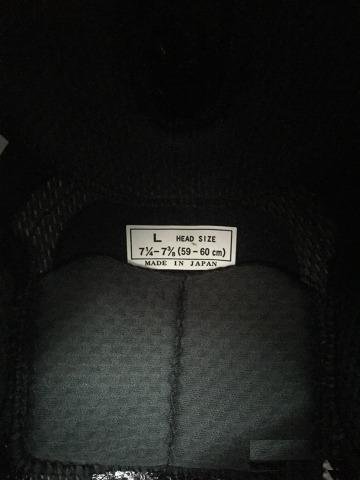 L HEAD SIZE
7¼-7⅜ (59-60 cm)
MADE IN JAPAN